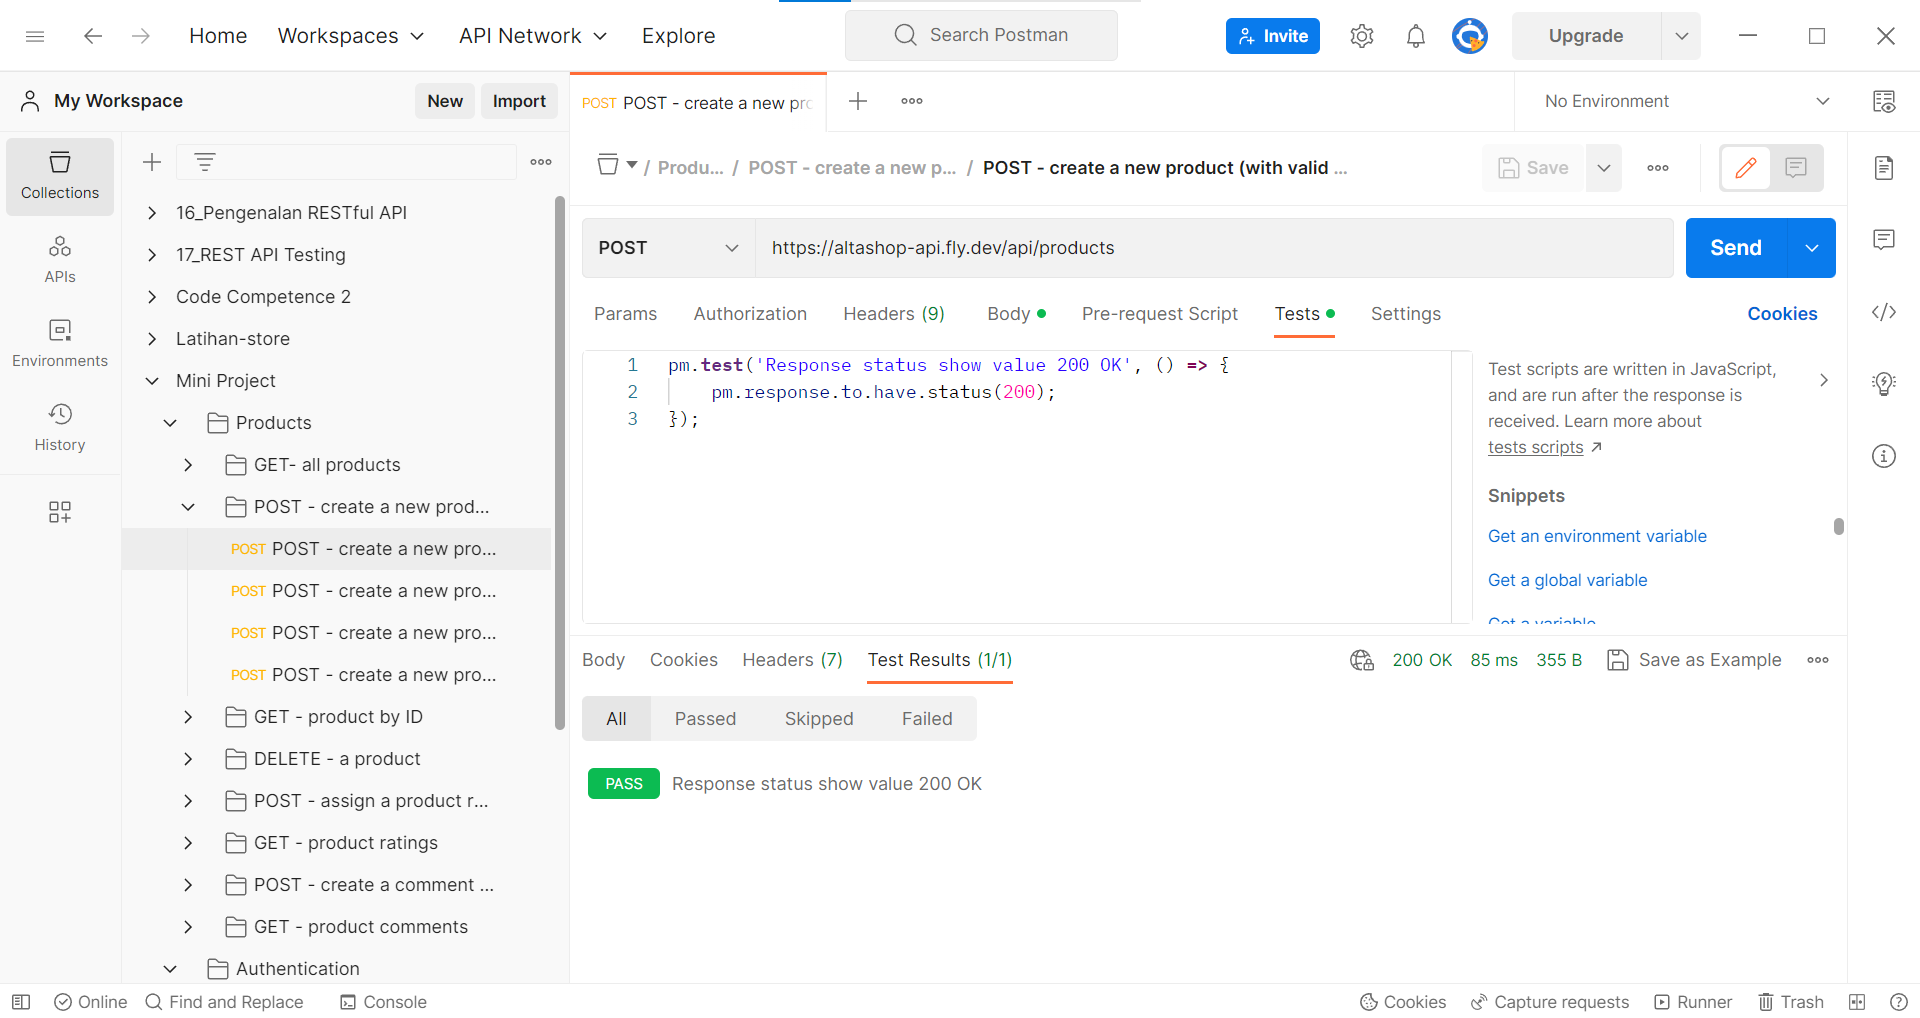 Home
Workspaces
API Network
Explore
Search Postman
Invite
Upgrade
My Workspace
New
Import
POST POST - create a new pro
No Environment
Collections
APIs
Environments
History
16_Pengenalan RESTful API
17_REST API Testing
Code Competence 2
Latihan-store
Mini Project
Products
GET- all products
POST - create a new prod...
POST POST - create a new pro...
POST POST - create a new pro...
POST POST - create a new pro...
POST POST - create a new pro...
GET - product by ID
DELETE - a product
POST - assign a product r...
GET - product ratings
POST - create a comment ...
GET - product comments
Authentication
/ Produ... / POST - create a new p... / POST - create a new product (with valid ...
Save
POST
https://altashop-api.fly.dev/api/products
Send
Params
Authorization
Headers (9)
Body
Pre-request Script
Tests
Settings
Cookies
1 pm.test('Response status show value 200 OK', () => {
2 pm.response.to.have.status(200);
3 });
Test scripts are written in JavaScript,
and are run after the response is
received. Learn more about
tests scripts
Snippets
Get an environment variable
Get a global variable
Get a variable
Body
Cookies
Headers (7)
Test Results (1/1)
200 OK
85 ms
355 B
Save as Example
All
Passed
Skipped
Failed
PASS
Response status show value 200 OK
Online
Find and Replace
Console
Cookies
Capture requests
Runner
Trash